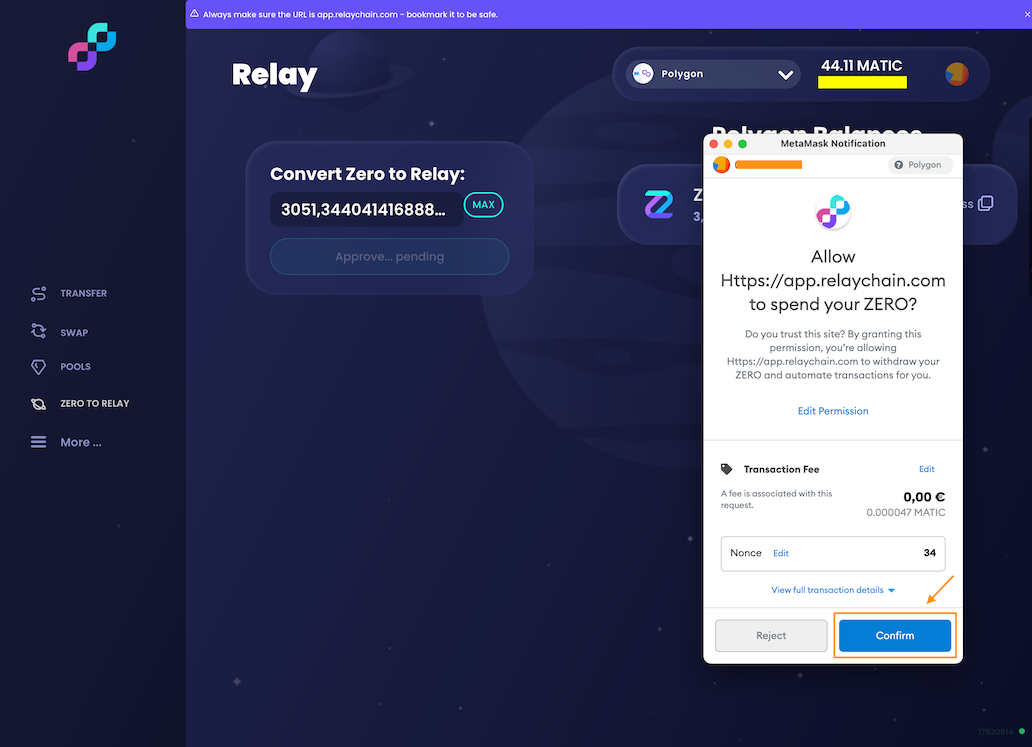 Always make sure the URL is app.relaychain.com - bookmark it to be safe.
×
Relay
Polygon
44.11 MATIC
Polygon Balances
Convert Zero to Relay:
3051,344041416888...
MAX
Approve... pending
Z
3,
ss
TRANSFER
SWAP
POOLS
ZERO TO RELAY
More ...
MetaMask Notification
Polygon
Allow
Https://app.relaychain.com
to spend your ZERO?
Do you trust this site? By granting this
permission, you're allowing
Https://app.relaychain.com to withdraw your
ZERO and automate transactions for you.
Edit Permission
Transaction Fee
Edit
A fee is associated with this
request.
0,00 €
0.000047 MATIC
Nonce Edit 34
View full transaction details
Reject
Confirm